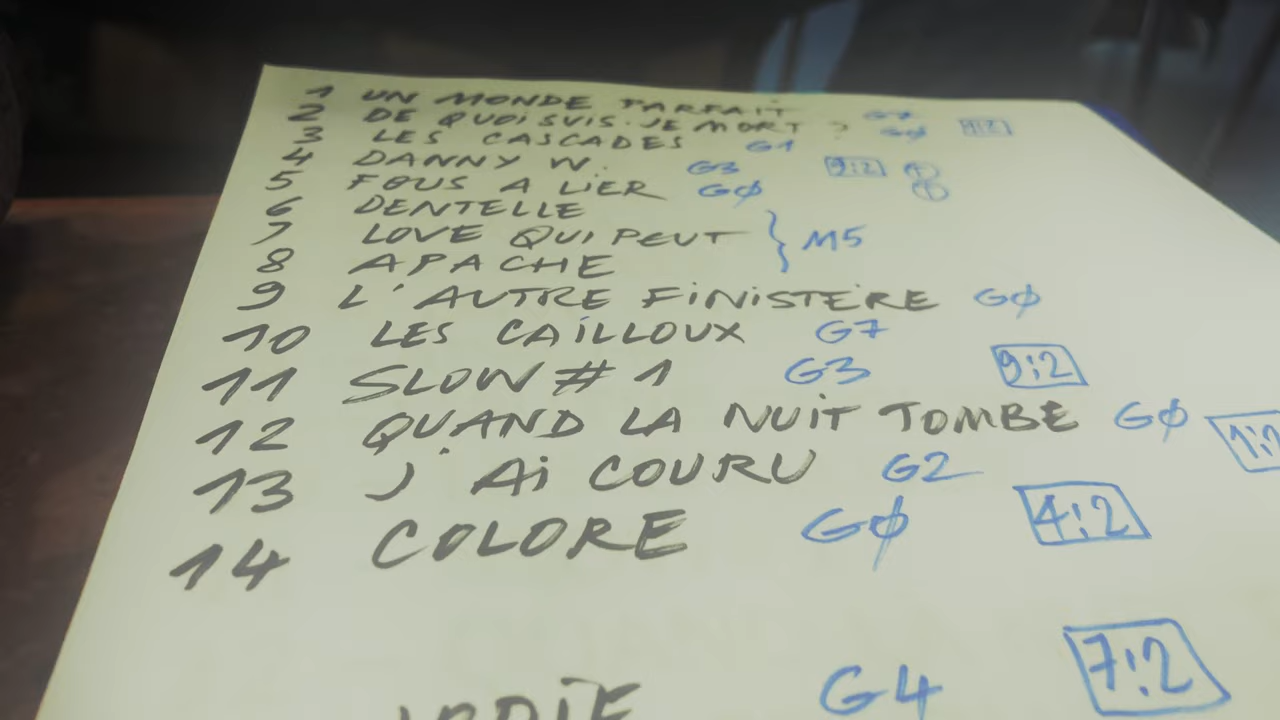 1 UN MONDE PARFAIT G7
2 DE QUOI SUIS-JE MORT ? GØ
3 LES CASCADES G1
4 DANNY W. G3 9:2
5 FOUS A LIER GØ
6 DENTELLE
7 LOVE QUI PEUT } M5
8 APACHE
9 L'AUTRE FINISTERE GØ
10 LES CAILLOUX G7
11 SLOW #1 G3 9:2
12 QUAND LA NUIT TOMBE GØ
13 J'AI COURU G2
14 COLORE GØ 4:2
G4 7:2